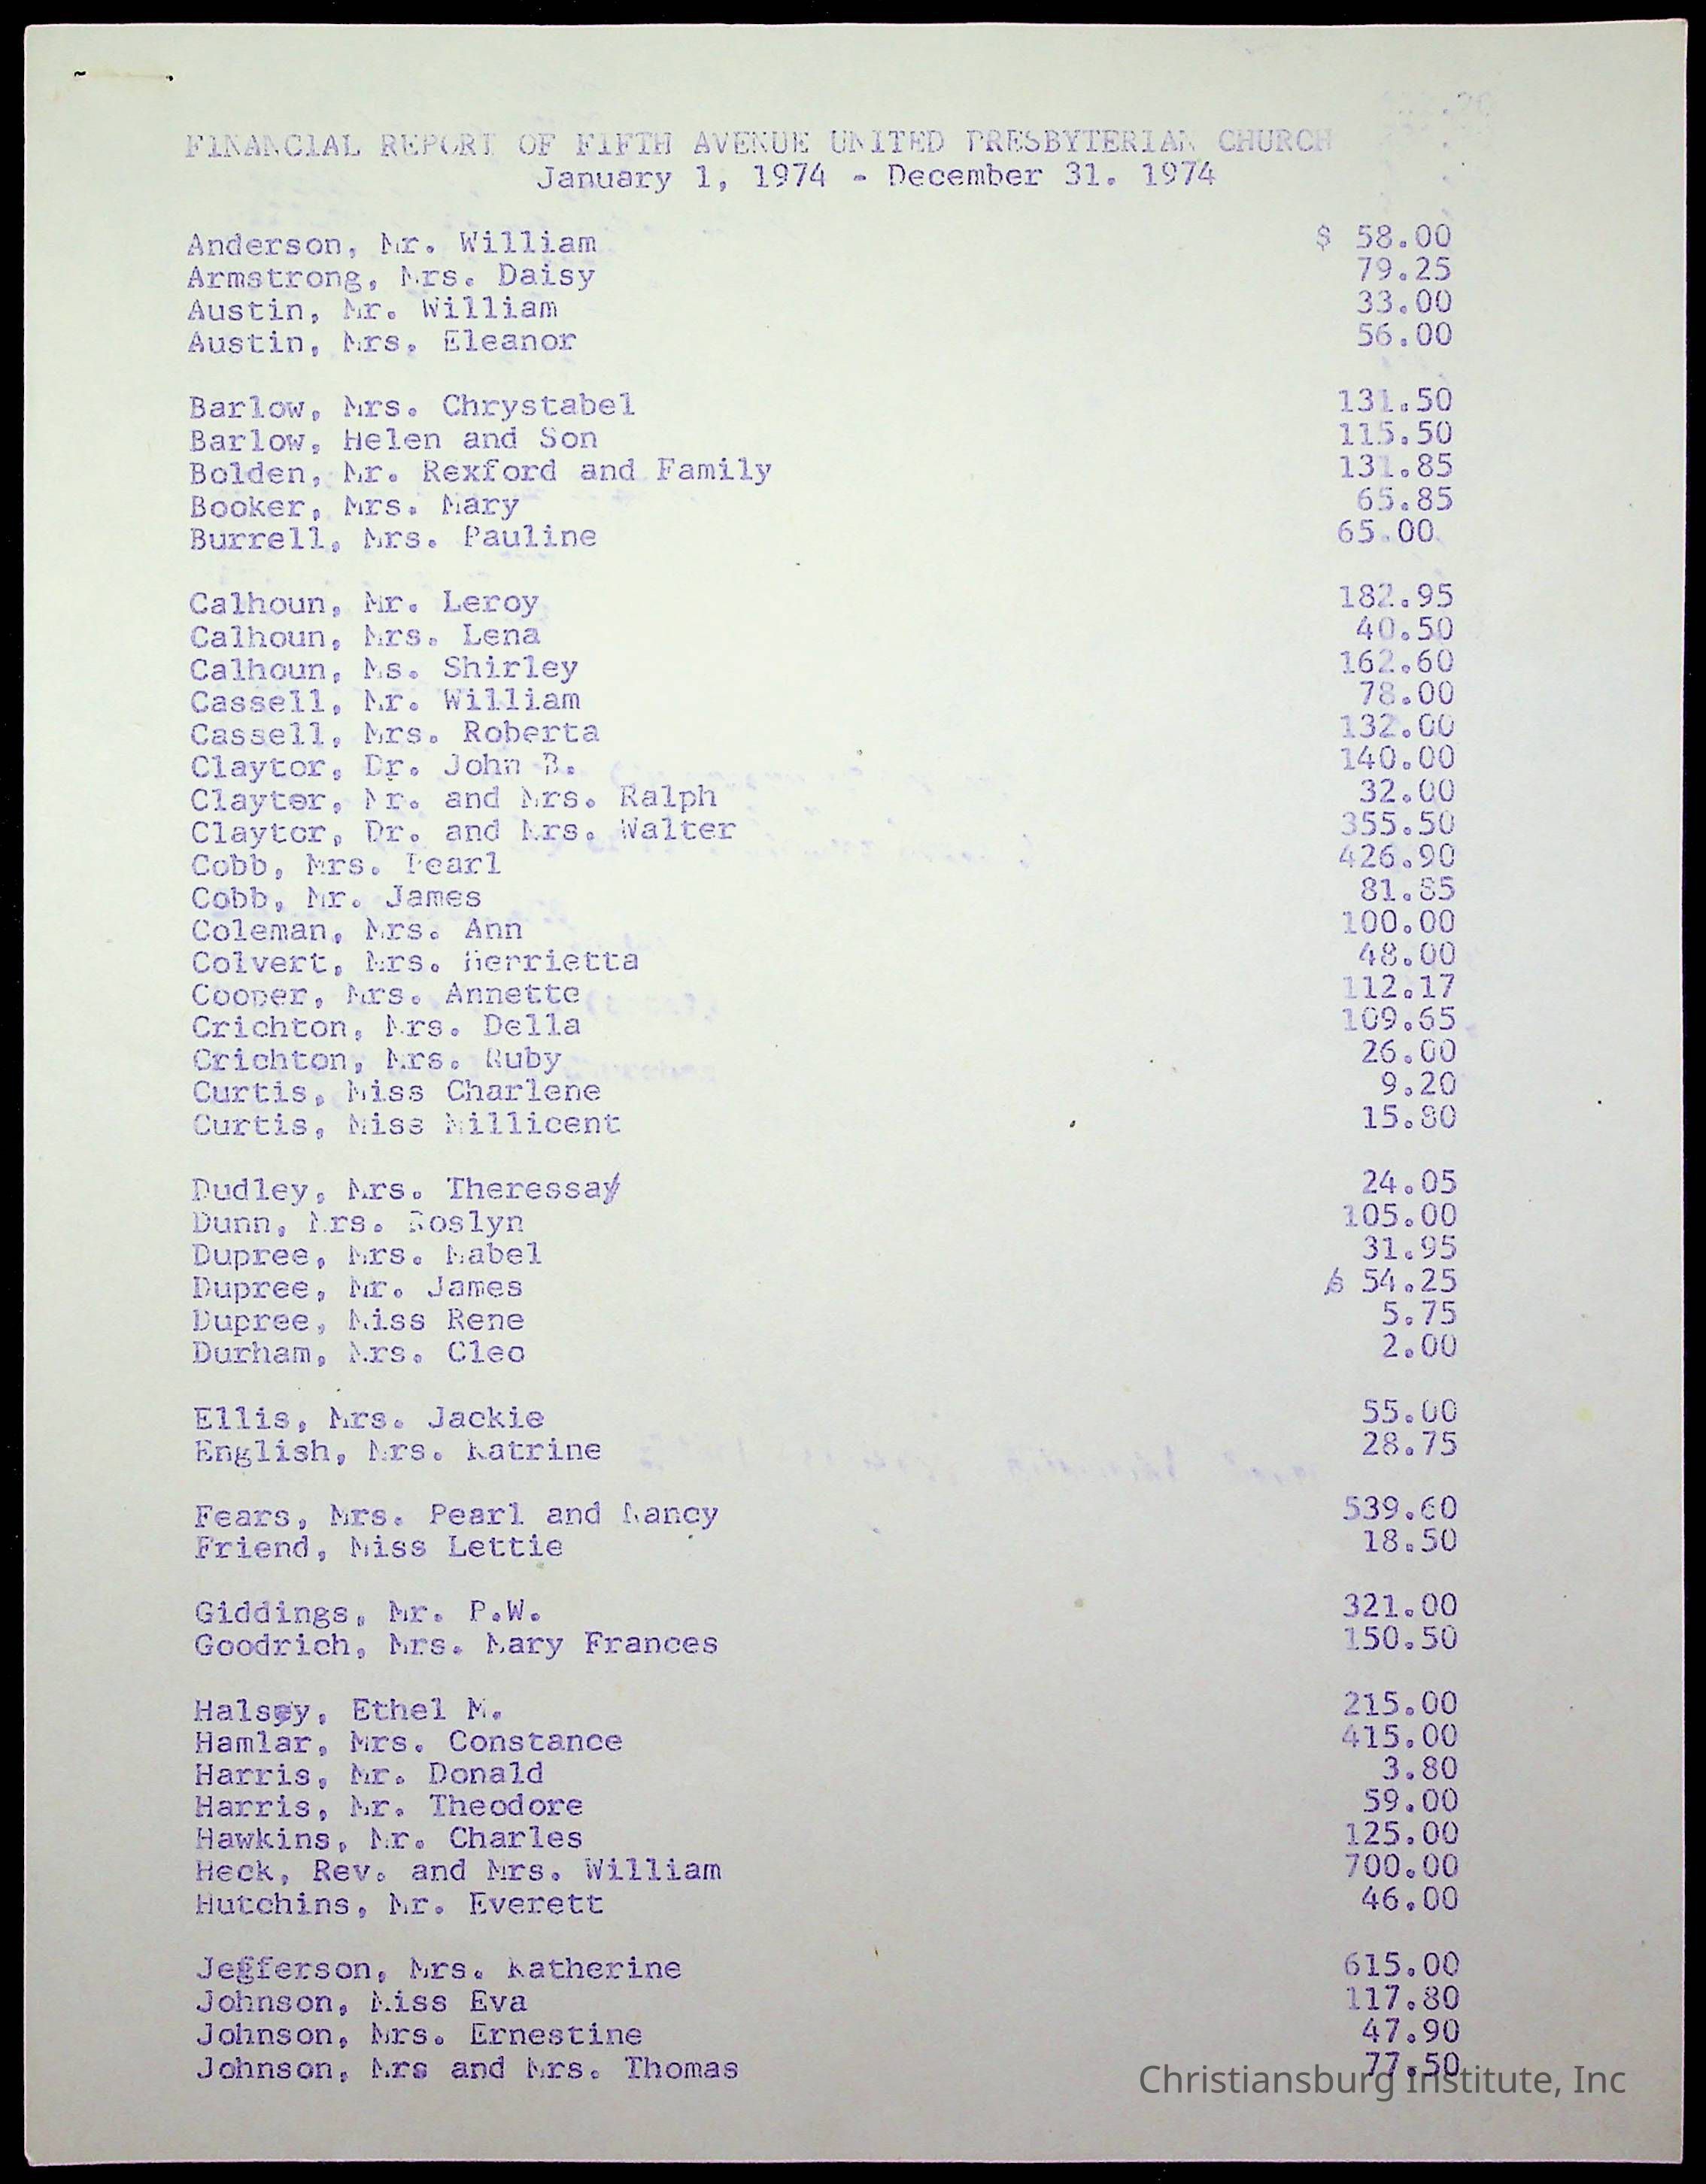 FINANCIAL REPORT OF FIFTH AVENUE UNITED PRESBYTERIAN CHURCH
January 1, 1974 - December 31. 1974
Anderson, Mr. William $ 58.00
Armstrong, Mrs. Daisy 79.25
Austin, Mr. William 33.00
Austin, Mrs. Eleanor 56.00
Barlow, Mrs. Chrystabel 131.50
Barlow, Helen and Son 115.50
Bolden, Mr. Rexford and Family 131.85
Booker, Mrs. Mary 65.85
Burrell, Mrs. Pauline 65.00
Calhoun, Mr. Leroy 182.95
Calhoun, Mrs. Lena 40.50
Calhoun, Ms. Shirley 162.60
Cassell, Mr. William 78.00
Cassell, Mrs. Roberta 132.00
Claytor, Dr. John B. 140.00
Claytor, Mr. and Mrs. Ralph 32.00
Claytor, Dr. and Mrs. Walter 355.50
Cobb, Mrs. Pearl 426.90
Cobb, Mr. James 81.85
Coleman, Mrs. Ann 100.00
Colvert, Mrs. Herrietta 48.00
Cooper, Mrs. Annette 112.17
Crichton, Mrs. Della 109.65
Crichton, Mrs. Ruby 26.00
Curtis, Miss Charlene 9.20
Curtis, Miss Millicent 15.80
Dudley, Mrs. Theressa 24.05
Dunn, Mrs. Roslyn 105.00
Dupree, Mrs. Mabel 31.95
Dupree, Mr. James $ 54.25
Dupree, Miss Rene 5.75
Durham, Mrs. Cleo 2.00
Ellis, Mrs. Jackie 55.00
English, Mrs. Katrine 28.75
Fears, Mrs. Pearl and Nancy 539.60
Friend, Miss Lettie 18.50
Giddings, Mr. P.W. 321.00
Goodrich, Mrs. Mary Frances 150.50
Halsey, Ethel M. 215.00
Hamlar, Mrs. Constance 415.00
Harris, Mr. Donald 3.80
Harris, Mr. Theodore 59.00
Hawkins, Mr. Charles 125.00
Heck, Rev. and Mrs. William 700.00
Hutchins, Mr. Everett 46.00
Jefferson, Mrs. Katherine 615.00
Johnson, Miss Eva 117.80
Johnson, Mrs. Ernestine 47.90
Johnson, Mrs and Mrs. Thomas 77.50
Christiansburg Institute, Inc